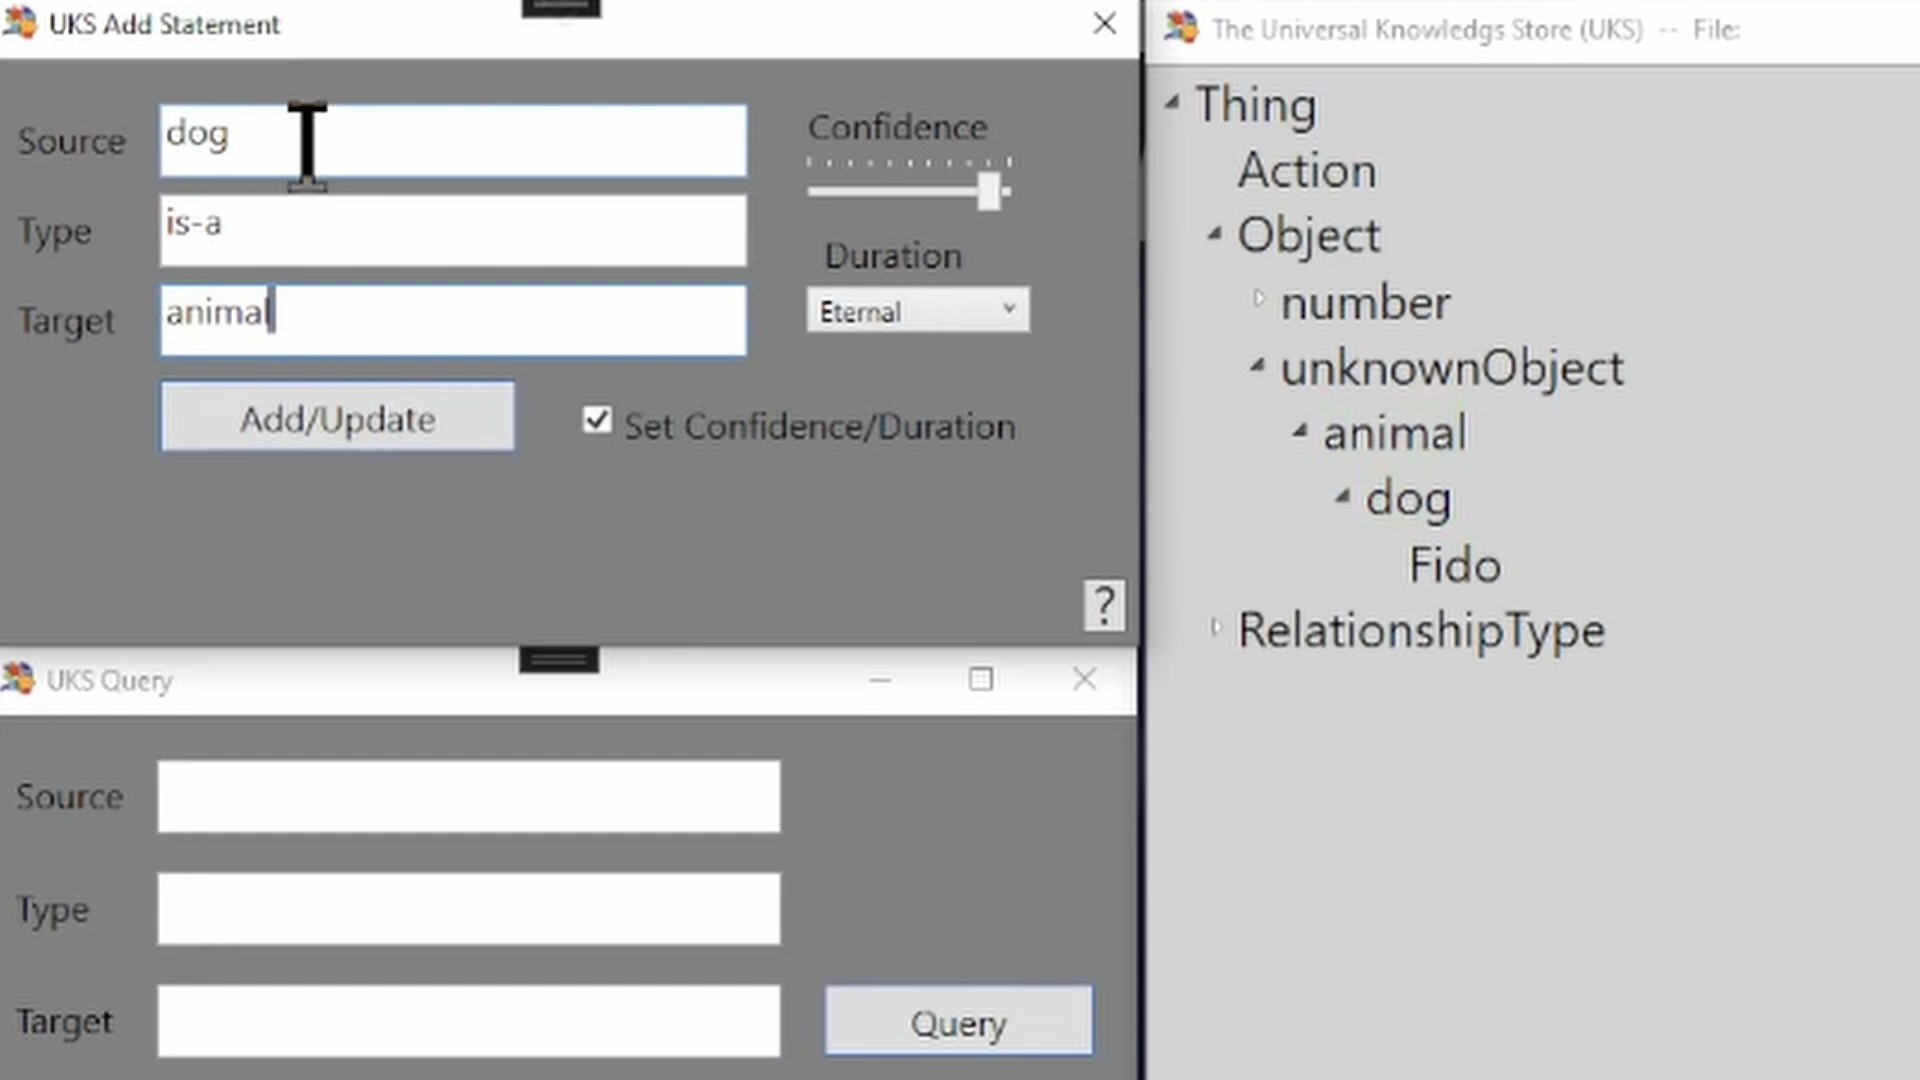 UKS Add Statement
Source
dog
Type
is-a
Target
animal
Add/Update
Confidence
Duration
Eternal
Set Confidence/Duration
?
UKS Query
Source
Type
Target
Query
The Universal Knowledgs Store (UKS) -- File:
Thing
Action
Object
number
unknownObject
animal
dog
Fido
RelationshipType